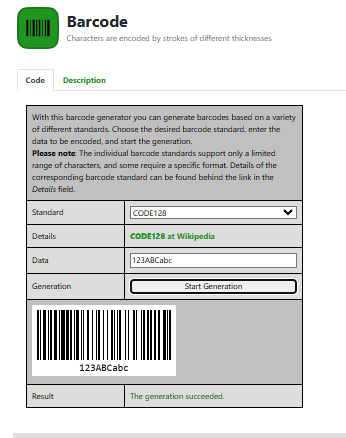 Barcode
Characters are encoded by strokes of different thicknesses
Code
Description
With this barcode generator you can generate barcodes based on a variety
of different standards. Choose the desired barcode standard, enter the
data to be encoded, and start the generation.
Please note: The individual barcode standards support only a limited
range of characters, and some require a specific format. Details of the
corresponding barcode standard can be found behind the link in the
Details field.
Standard
CODE128
Details
CODE128 at Wikipedia
Data
123ABCabc
Generation
Start Generation
123ABCabc
Result
The generation succeeded.